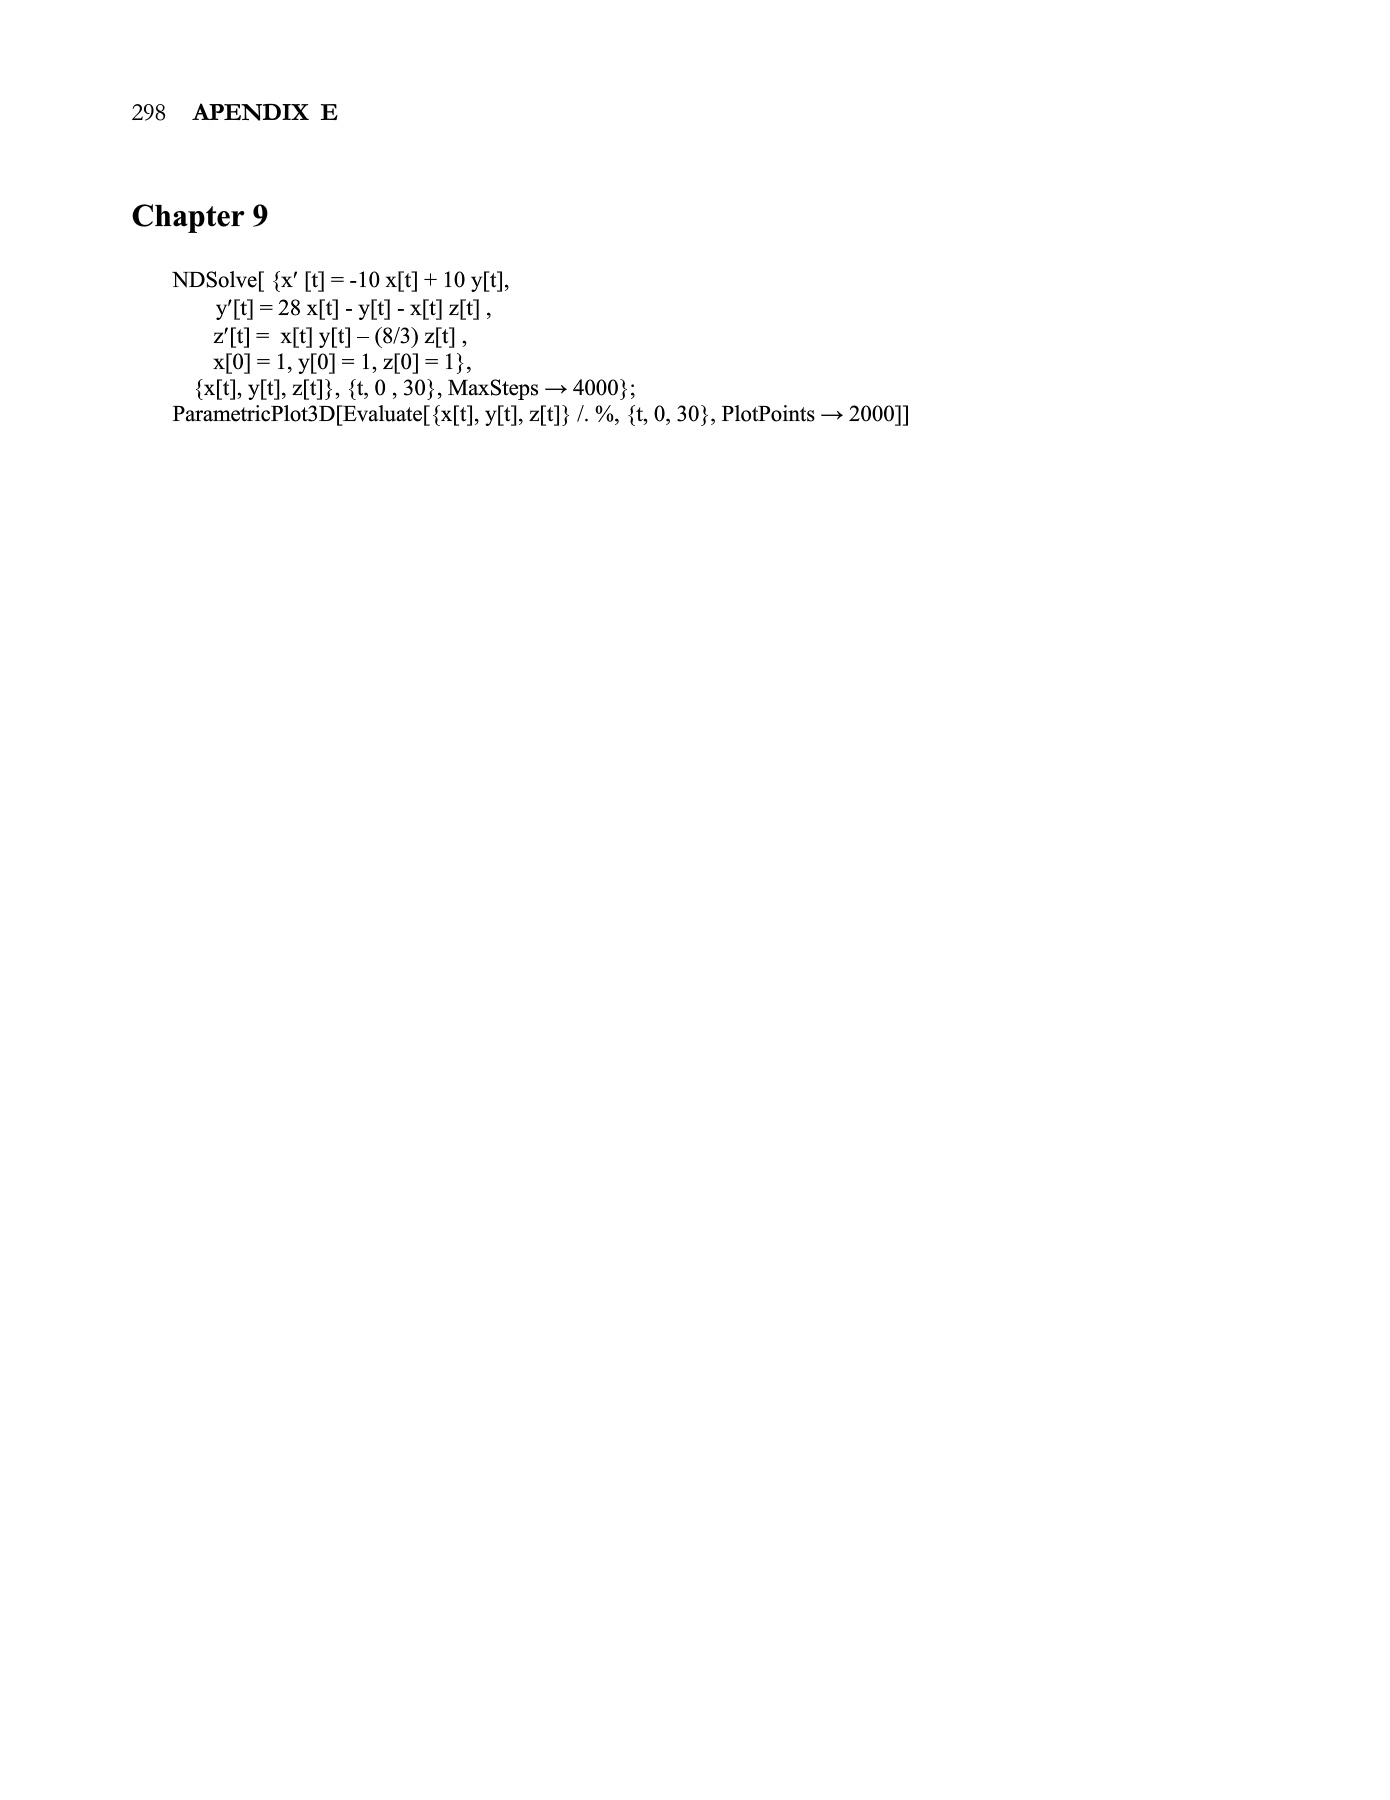 298 APENDIX E
Chapter 9
NDSolve[ {x′ [t] = -10 x[t] + 10 y[t],
y′[t] = 28 x[t] - y[t] - x[t] z[t] ,
z′[t] = x[t] y[t] – (8/3) z[t] ,
x[0] = 1, y[0] = 1, z[0] = 1},
{x[t], y[t], z[t]}, {t, 0 , 30}, MaxSteps → 4000};
ParametricPlot3D[Evaluate[{x[t], y[t], z[t]} /. %, {t, 0, 30}, PlotPoints → 2000]]